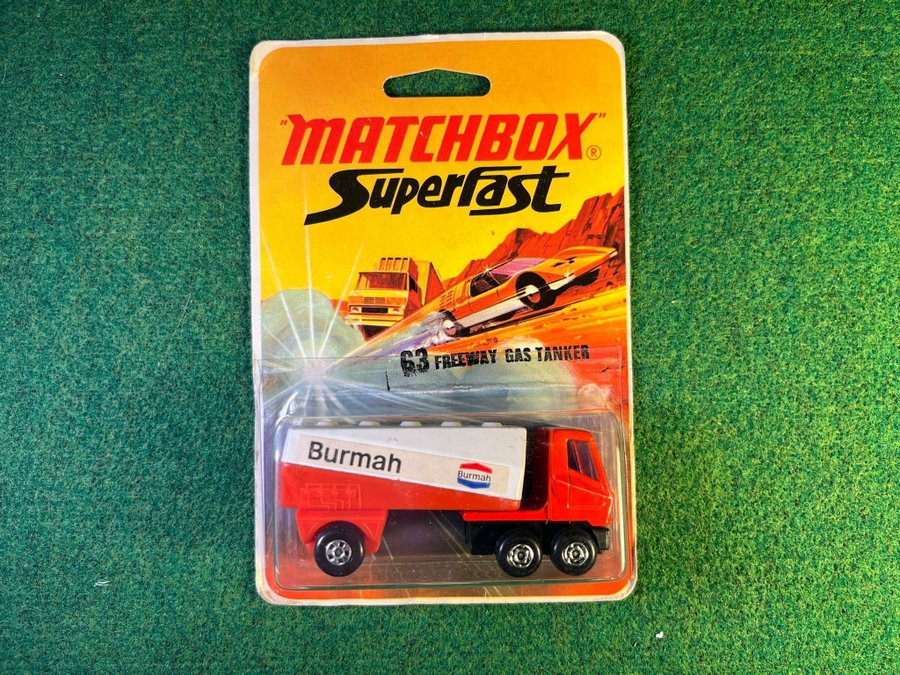 "MATCHBOX"®
Superfast
63 FREEWAY GAS TANKER
Burmah
Burmah